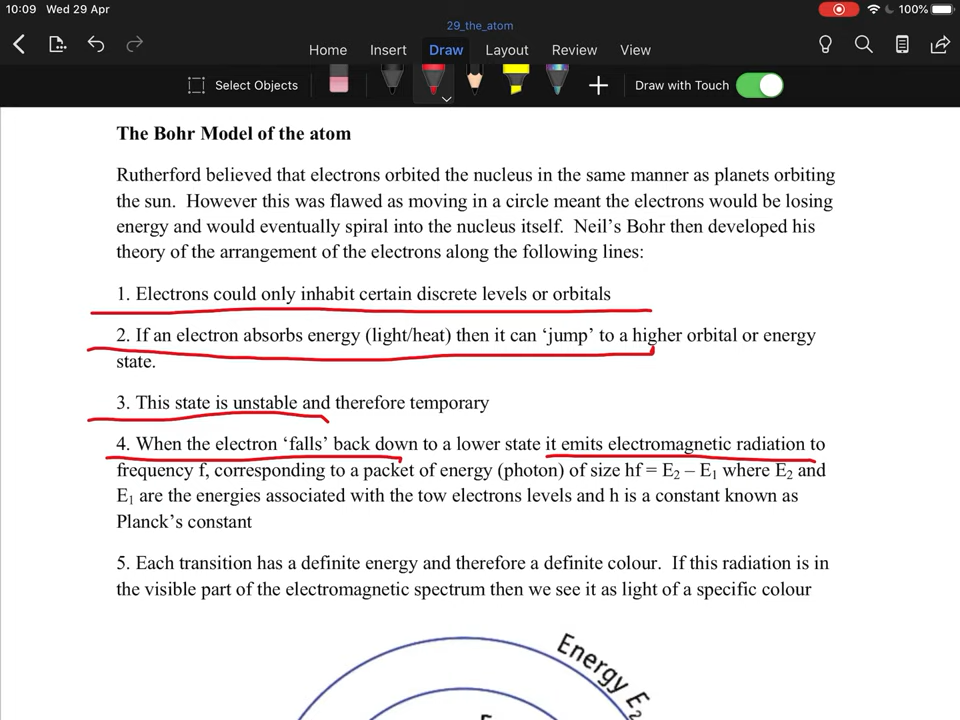 10:09 Wed 29 Apr
100%
29_the_atom
Home Insert Draw Layout Review View
Select Objects
Draw with Touch
The Bohr Model of the atom
Rutherford believed that electrons orbited the nucleus in the same manner as planets orbiting
the sun. However this was flawed as moving in a circle meant the electrons would be losing
energy and would eventually spiral into the nucleus itself. Neil's Bohr then developed his
theory of the arrangement of the electrons along the following lines:
1. Electrons could only inhabit certain discrete levels or orbitals
2. If an electron absorbs energy (light/heat) then it can 'jump' to a higher orbital or energy
state.
3. This state is unstable and therefore temporary
4. When the electron 'falls' back down to a lower state it emits electromagnetic radiation to
frequency f, corresponding to a packet of energy (photon) of size hf = E₂ – E₁ where E₂ and
E₁ are the energies associated with the tow electrons levels and h is a constant known as
Planck's constant
5. Each transition has a definite energy and therefore a definite colour. If this radiation is in
the visible part of the electromagnetic spectrum then we see it as light of a specific colour
Energy E₂